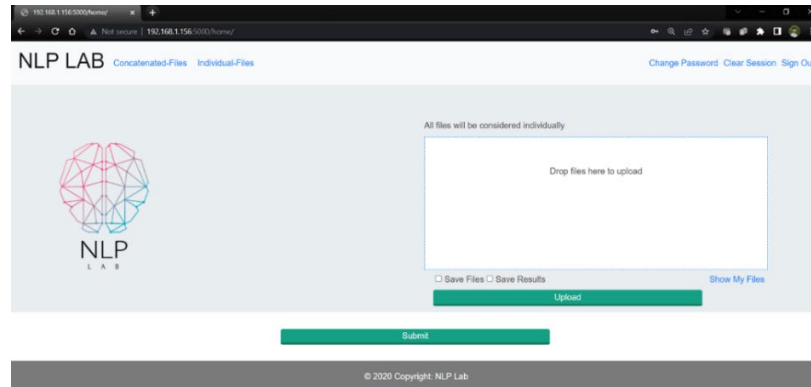 192.168.1.156:5000/home/
Not secure | 192.168.1.156:5000/home/
NLP LAB Concatenated-Files Individual-Files Change Password Clear Session Sign Ou
All files will be considered individually
Drop files here to upload
NLP
LAB
Save Files Save Results Show My Files
Upload
Submit
© 2020 Copyright: NLP Lab